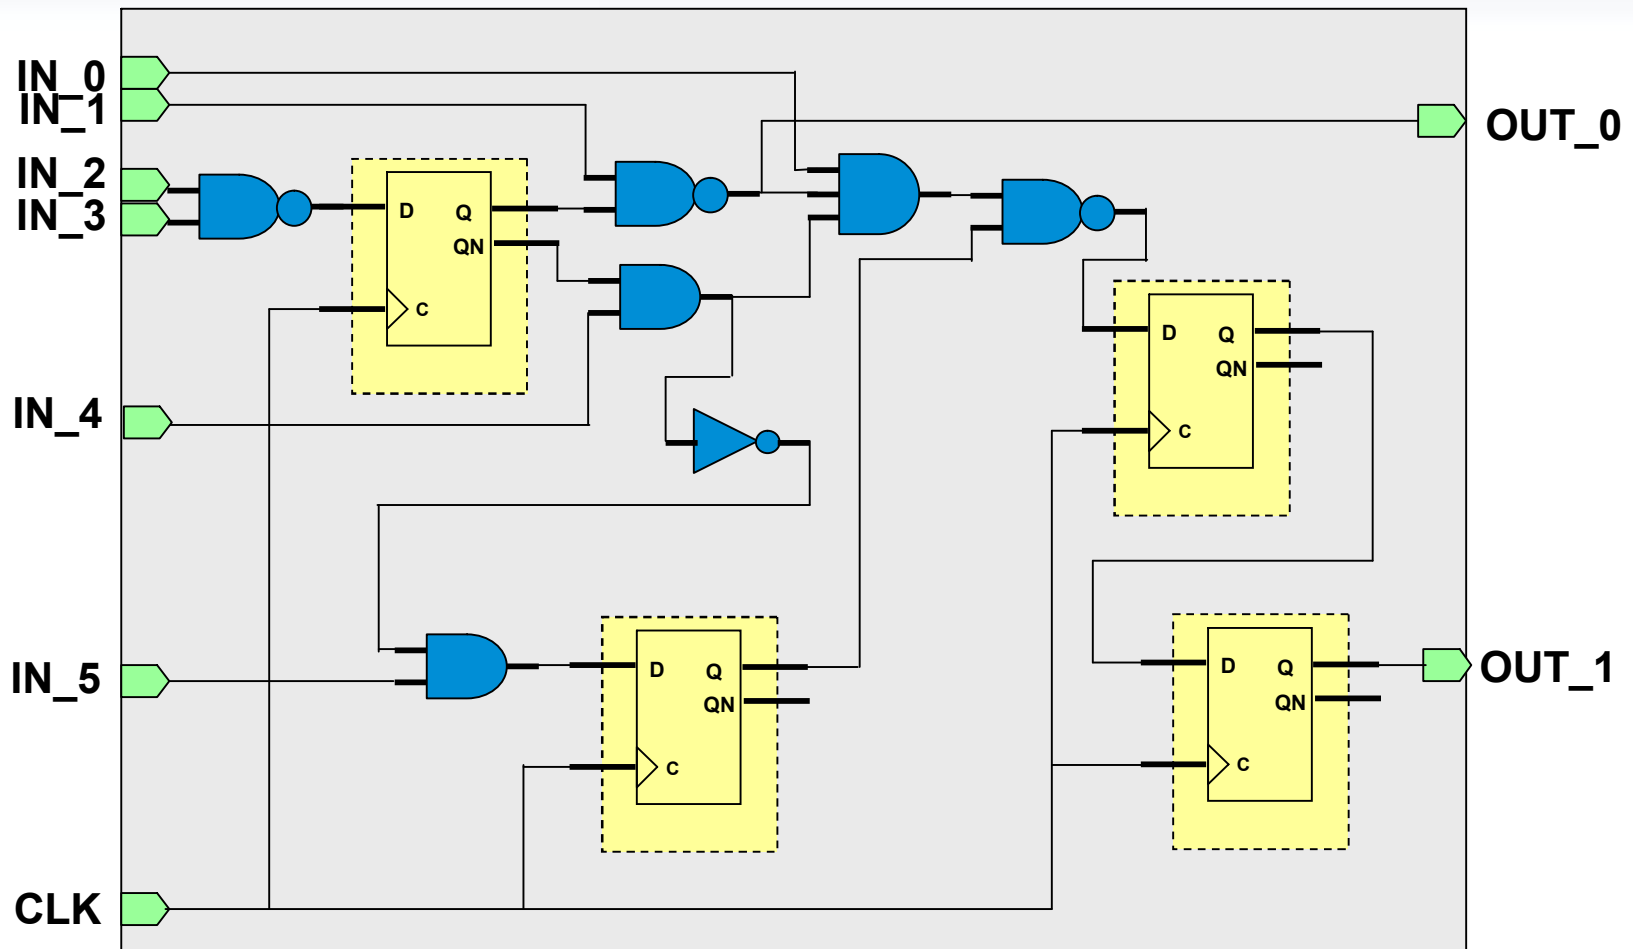 IN_0
IN_1
OUT_0
IN_2
IN_3
D Q
QN
C
D Q
QN
C
IN_4
IN_5
D Q
QN
C
D Q
QN
C
OUT_1
CLK